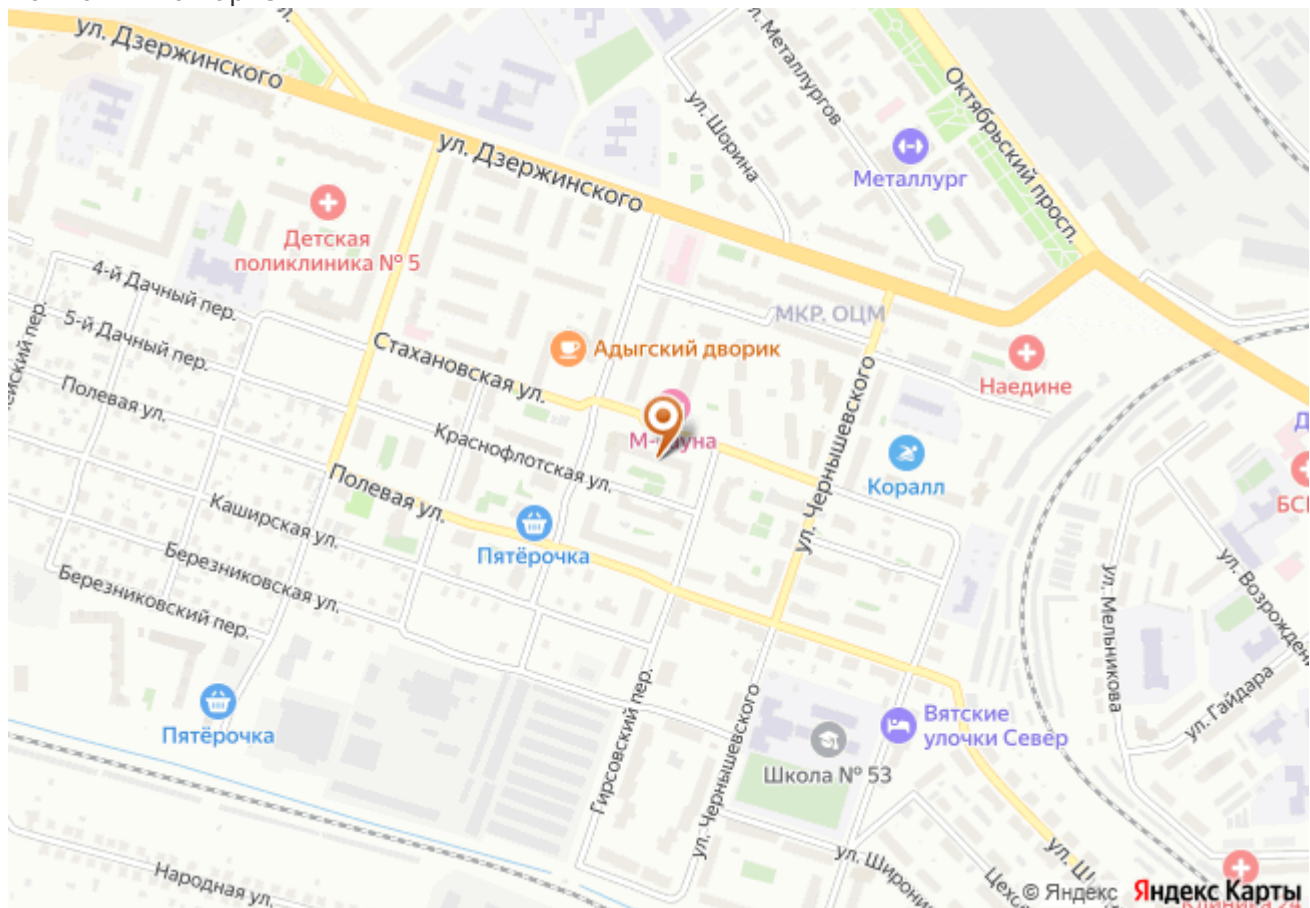 ул. Дзержинского
ул. Металлургов
Октябрьский просп.
ул. Шорина
ул. Дзержинского
Металлург
Детская
поликлиника № 5
4-й Дачный пер.
МКР. ОЦМ
5-й Дачный пер.
Стахановская ул.
Адыгский дворик
Наедине
Полевая ул.
ул. Чернышевского
Краснофлотская ул.
Коралл
Полевая ул.
Каширская ул.
Пятёрочка
Березниковская ул.
ул. Мельникова
Березниковский пер.
ул. Гайдара
Пятёрочка
Гирсовский пер.
ул. Чернышевского
Вятские
улочки Север
Школа № 53
Народная ул.
© Яндекс Яндекс Карты